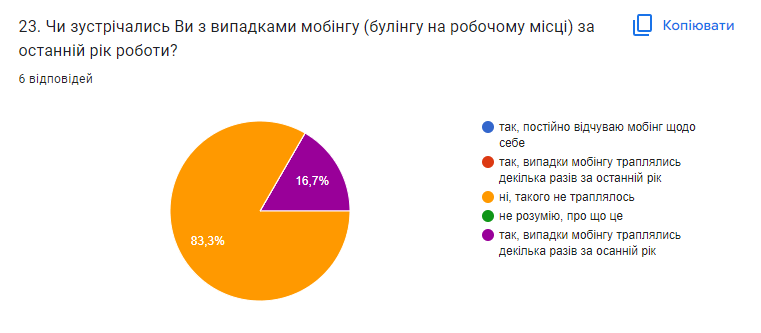 23. Чи зустрічались Ви з випадками мобінгу (булінгу на робочому місці) за
останній рік роботи?
Копіювати
6 відповідей
83,3%
16,7%
так, постійно відчуваю мобінг щодо
себе
так, випадки мобінгу траплялись
декілька разів за останній рік
ні, такого не траплялось
не розумію, про що це
так, випадки мобінгу траплялись
декілька разів за осанній рік